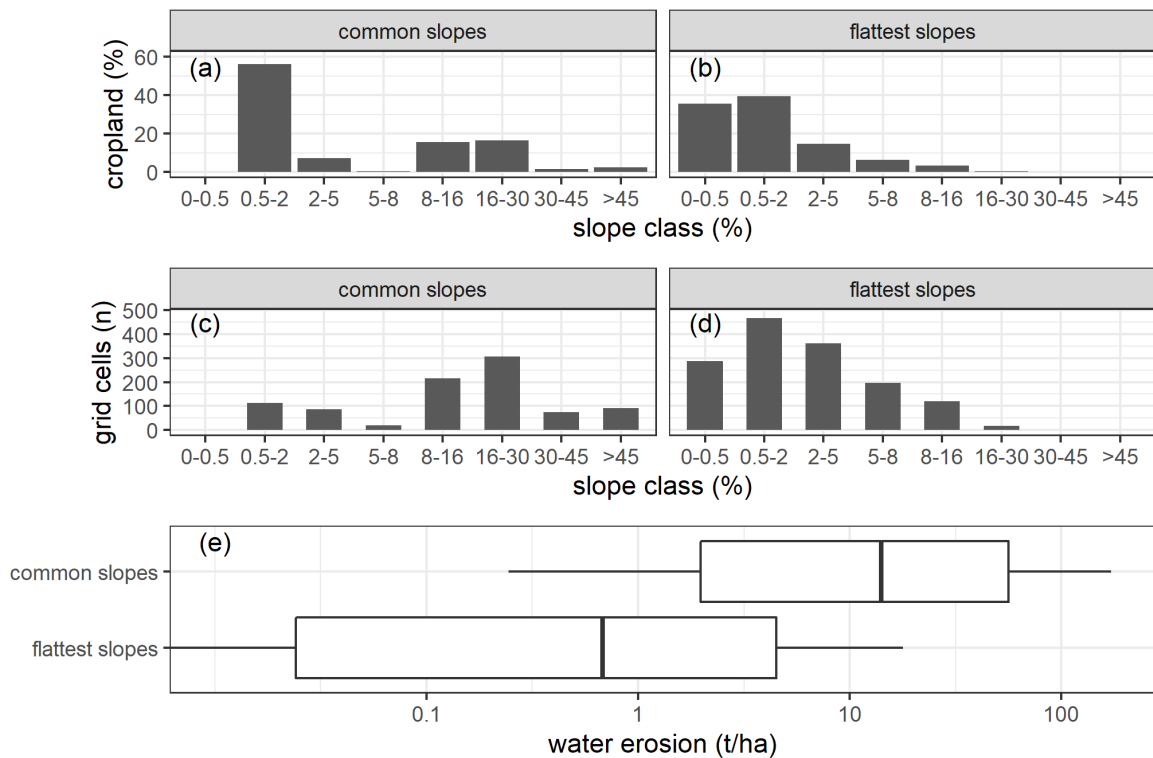 common slopes
flattest slopes
(a)
(b)
cropland (%)
60
40
20
0
0-0.5 0.5-2 2-5 5-8 8-16 16-30 30-45 >45
0-0.5 0.5-2 2-5 5-8 8-16 16-30 30-45 >45
slope class (%)
common slopes
flattest slopes
(c)
(d)
grid cells (n)
500
400
300
200
100
0
0-0.5 0.5-2 2-5 5-8 8-16 16-30 30-45 >45
0-0.5 0.5-2 2-5 5-8 8-16 16-30 30-45 >45
slope class (%)
(e)
common slopes
flattest slopes
0.1 1 10 100
water erosion (t/ha)